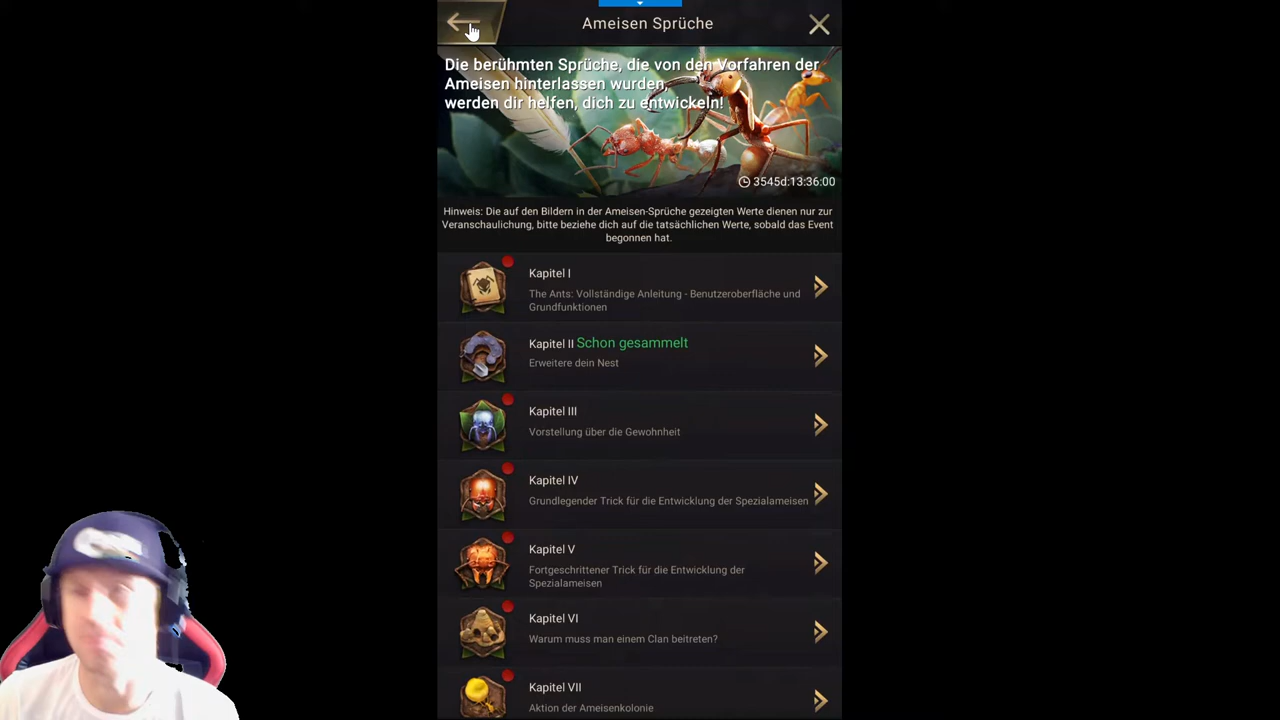 Ameisen Sprüche
Die berühmten Sprüche, die von den Vorfahren der
Ameisen hinterlassen wurden,
werden dir helfen, dich zu entwickeln!
3545d:13:36:00
Hinweis: Die auf den Bildern in der Ameisen-Sprüche gezeigten Werte dienen nur zur
Veranschaulichung, bitte beziehe dich auf die tatsächlichen Werte, sobald das Event
begonnen hat.
Kapitel I
The Ants: Vollständige Anleitung - Benutzeroberfläche und
Grundfunktionen
Kapitel II Schon gesammelt
Erweitere dein Nest
Kapitel III
Vorstellung über die Gewohnheit
Kapitel IV
Grundlegender Trick für die Entwicklung der Spezialameisen
Kapitel V
Fortgeschrittener Trick für die Entwicklung der
Spezialameisen
Kapitel VI
Warum muss man einem Clan beitreten?
Kapitel VII
Aktion der Ameisenkolonie